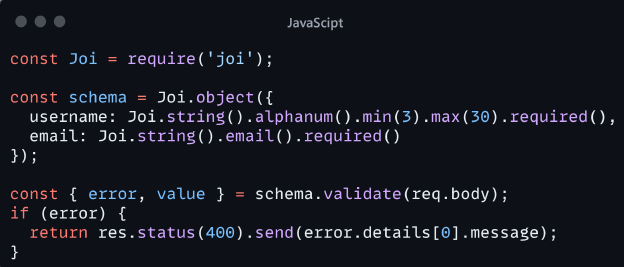 JavaScipt
const Joi = require('joi');
const schema = Joi.object({
  username: Joi.string().alphanum().min(3).max(30).required(),
  email: Joi.string().email().required()
});
const { error, value } = schema.validate(req.body);
if (error) {
  return res.status(400).send(error.details[0].message);
}